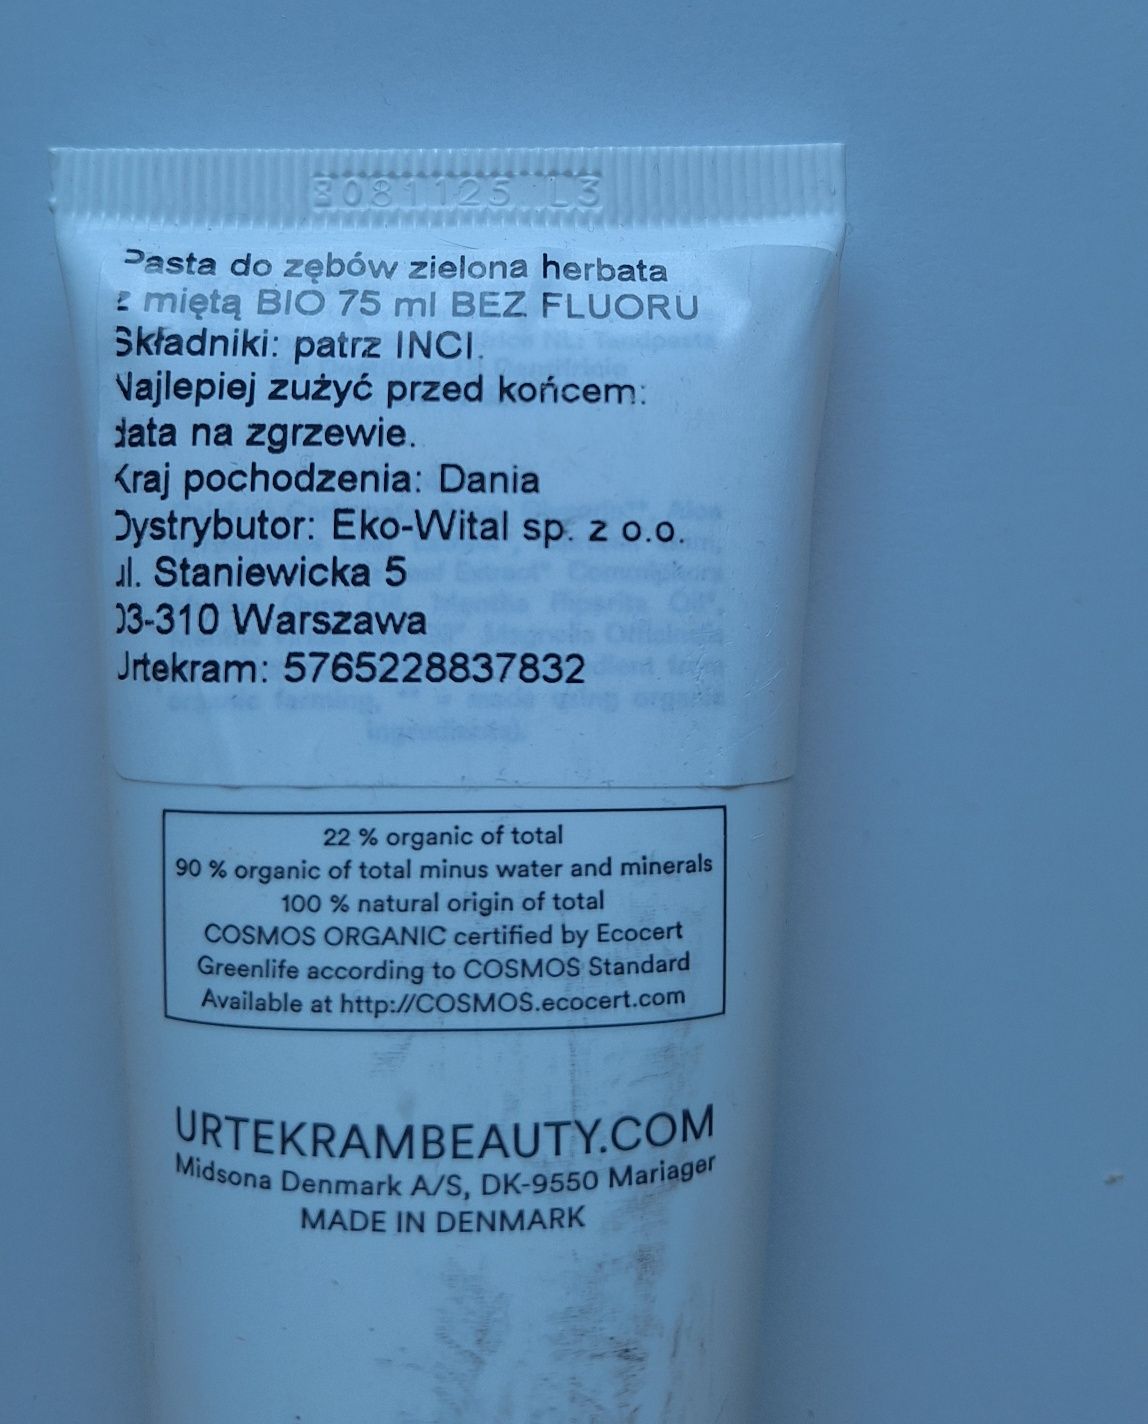 3081125 L3
Pasta do zębów zielona herbata
z miętą BIO 75 ml BEZ FLUORU
Składniki: patrz INCI.
Najlepiej zużyć przed końcem:
data na zgrzewie.
Kraj pochodzenia: Dania
Dystrybutor: Eko-Wital sp. z o.o.
ul. Staniewicka 5
03-310 Warszawa
Urtekram: 5765228837832
22 % organic of total
90 % organic of total minus water and minerals
100 % natural origin of total
COSMOS ORGANIC certified by Ecocert
Greenlife according to COSMOS Standard
Available at http://COSMOS.ecocert.com
URTEKRAMBEAUTY.COM
Midsona Denmark A/S, DK-9550 Mariager
MADE IN DENMARK